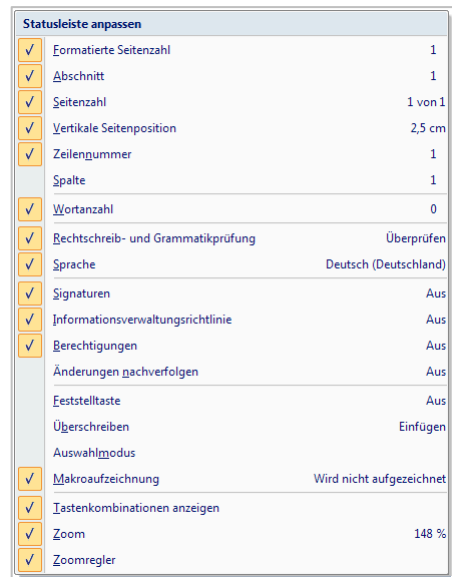 Statusleiste anpassen
Formatierte Seitenzahl 1
Abschnitt 1
Seitenzahl 1 von 1
Vertikale Seitenposition 2,5 cm
Zeilennummer 1
Spalte 1
Wortanzahl 0
Rechtschreib- und Grammatikprüfung Überprüfen
Sprache Deutsch (Deutschland)
Signaturen Aus
Informationsverwaltungsrichtlinie Aus
Berechtigungen Aus
Änderungen nachverfolgen Aus
Feststelltaste Aus
Überschreiben Einfügen
Auswahlmodus
Makroaufzeichnung Wird nicht aufgezeichnet
Tastenkombinationen anzeigen
Zoom 148 %
Zoomregler